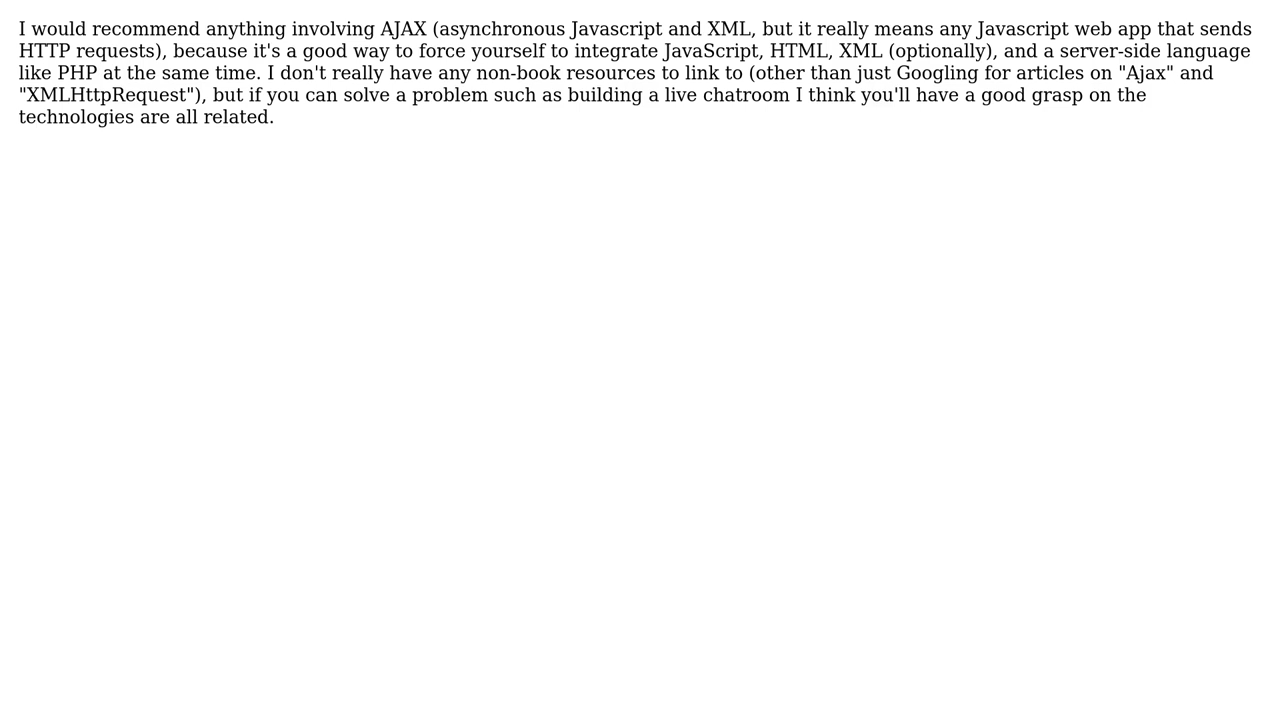 I would recommend anything involving AJAX (asynchronous Javascript and XML, but it really means any Javascript web app that sends
HTTP requests), because it's a good way to force yourself to integrate JavaScript, HTML, XML (optionally), and a server-side language
like PHP at the same time. I don't really have any non-book resources to link to (other than just Googling for articles on "Ajax" and
"XMLHttpRequest"), but if you can solve a problem such as building a live chatroom I think you'll have a good grasp on the
technologies are all related.